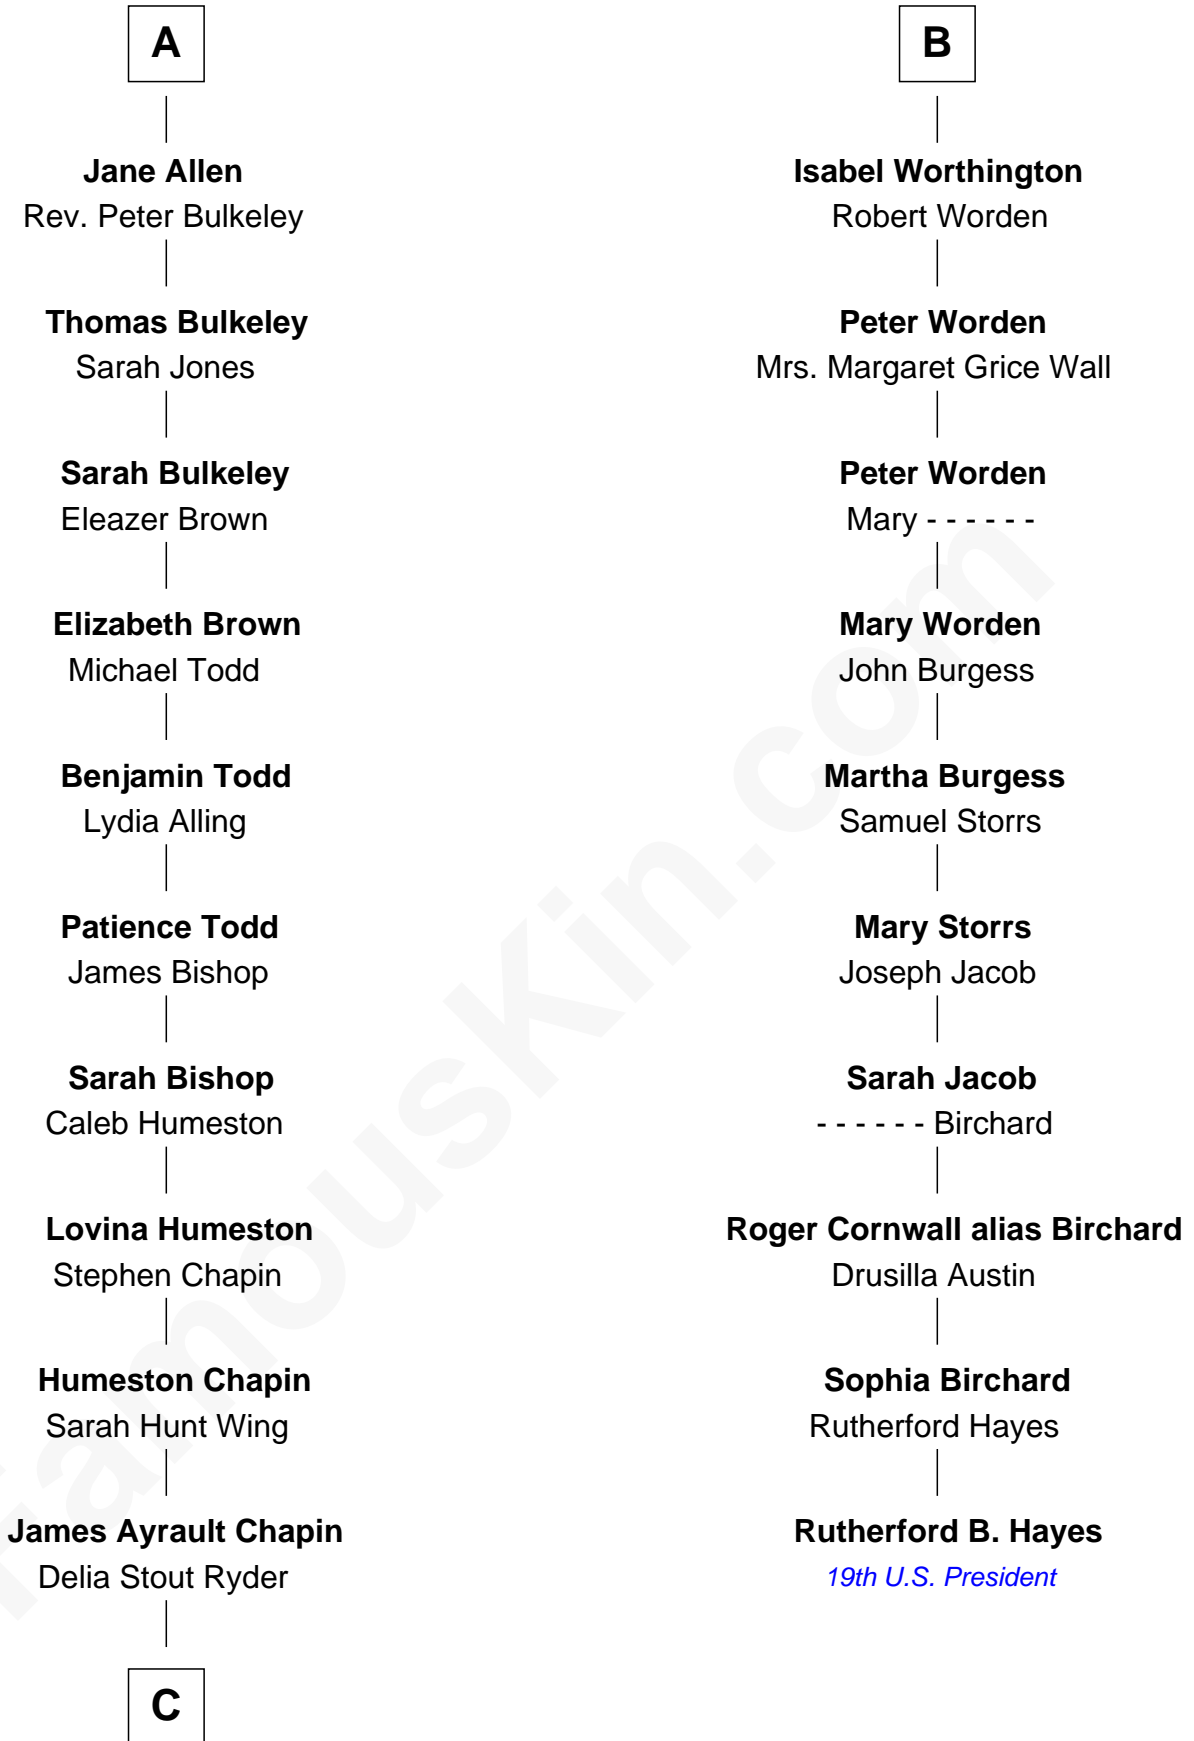 A
Jane Allen
Rev. Peter Bulkeley
Thomas Bulkeley
Sarah Jones
Sarah Bulkeley
Eleazer Brown
Elizabeth Brown
Michael Todd
Benjamin Todd
Lydia Alling
Patience Todd
James Bishop
Sarah Bishop
Caleb Humeston
Lovina Humeston
Stephen Chapin
Humeston Chapin
Sarah Hunt Wing
James Ayrault Chapin
Delia Stout Ryder
C
B
Isabel Worthington
Robert Worden
Peter Worden
Mrs. Margaret Grice Wall
Peter Worden
Mary - - - - - -
Mary Worden
John Burgess
Martha Burgess
Samuel Storrs
Mary Storrs
Joseph Jacob
Sarah Jacob
- - - - - - Birchard
Roger Cornwall alias Birchard
Drusilla Austin
Sophia Birchard
Rutherford Hayes
Rutherford B. Hayes
19th U.S. President
FamousKin.com